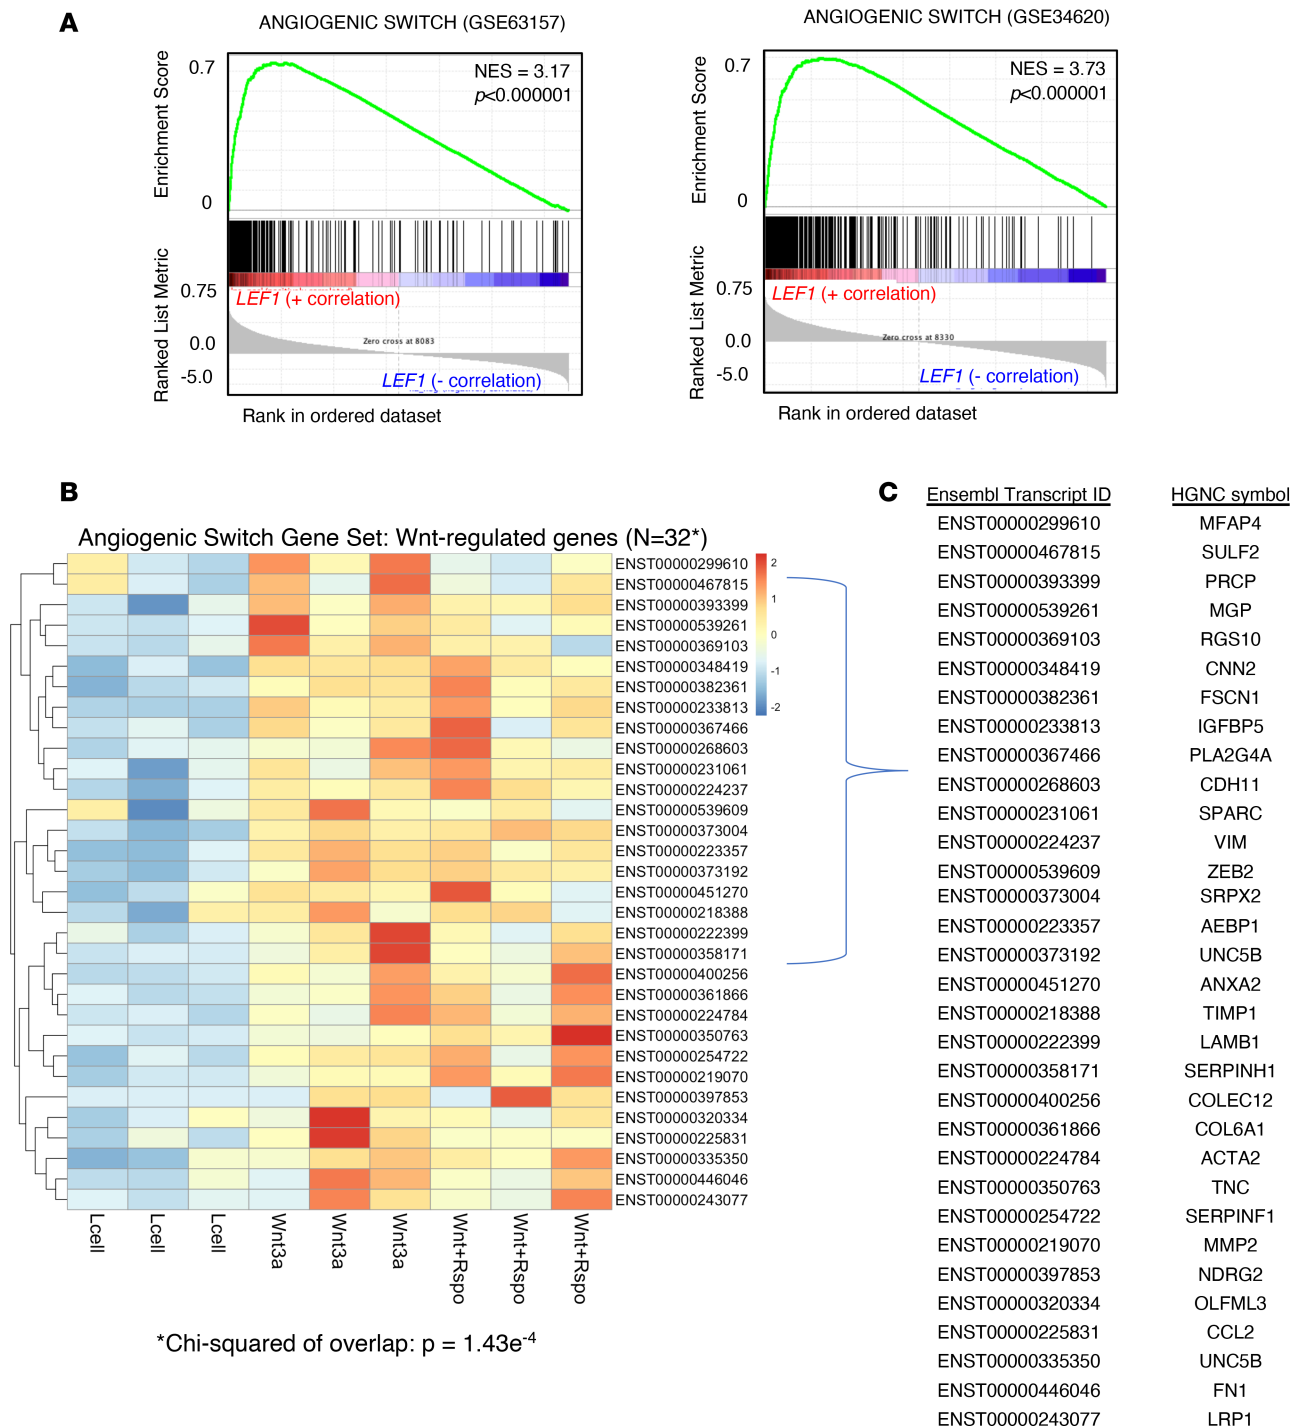 A
ANGIOGENIC SWITCH (GSE63157)
Enrichment Score
0.7
0
NES = 3.17
p<0.000001
Ranked List Metric
0.75
0.0
-5.0
LEF1 (+ correlation)
Zero cross at 8083
LEF1 (- correlation)
Rank in ordered dataset
ANGIOGENIC SWITCH (GSE34620)
Enrichment Score
0.7
0
NES = 3.73
p<0.000001
Ranked List Metric
0.75
0.0
-5.0
LEF1 (+ correlation)
Zero cross at 8330
LEF1 (- correlation)
Rank in ordered dataset
B
Angiogenic Switch Gene Set: Wnt-regulated genes (N=32*)
ENST00000299610
ENST00000467815
ENST00000393399
ENST00000539261
ENST00000369103
ENST00000348419
ENST00000382361
ENST00000233813
ENST00000367466
ENST00000268603
ENST00000231061
ENST00000224237
ENST00000539609
ENST00000373004
ENST00000223357
ENST00000373192
ENST00000451270
ENST00000218388
ENST00000222399
ENST00000358171
ENST00000400256
ENST00000361866
ENST00000224784
ENST00000350763
ENST00000254722
ENST00000219070
ENST00000397853
ENST00000320334
ENST00000225831
ENST00000335350
ENST00000446046
ENST00000243077
2
1
0
-1
-2
Lcell
Lcell
Lcell
Wnt3a
Wnt3a
Wnt3a
Wnt+Rspo
Wnt+Rspo
Wnt+Rspo
*Chi-squared of overlap: p = 1.43e-4
C
Ensembl Transcript ID HGNC symbol
ENST00000299610 MFAP4
ENST00000467815 SULF2
ENST00000393399 PRCP
ENST00000539261 MGP
ENST00000369103 RGS10
ENST00000348419 CNN2
ENST00000382361 FSCN1
ENST00000233813 IGFBP5
ENST00000367466 PLA2G4A
ENST00000268603 CDH11
ENST00000231061 SPARC
ENST00000224237 VIM
ENST00000539609 ZEB2
ENST00000373004 SRPX2
ENST00000223357 AEBP1
ENST00000373192 UNC5B
ENST00000451270 ANXA2
ENST00000218388 TIMP1
ENST00000222399 LAMB1
ENST00000358171 SERPINH1
ENST00000400256 COLEC12
ENST00000361866 COL6A1
ENST00000224784 ACTA2
ENST00000350763 TNC
ENST00000254722 SERPINF1
ENST00000219070 MMP2
ENST00000397853 NDRG2
ENST00000320334 OLFML3
ENST00000225831 CCL2
ENST00000335350 UNC5B
ENST00000446046 FN1
ENST00000243077 LRP1